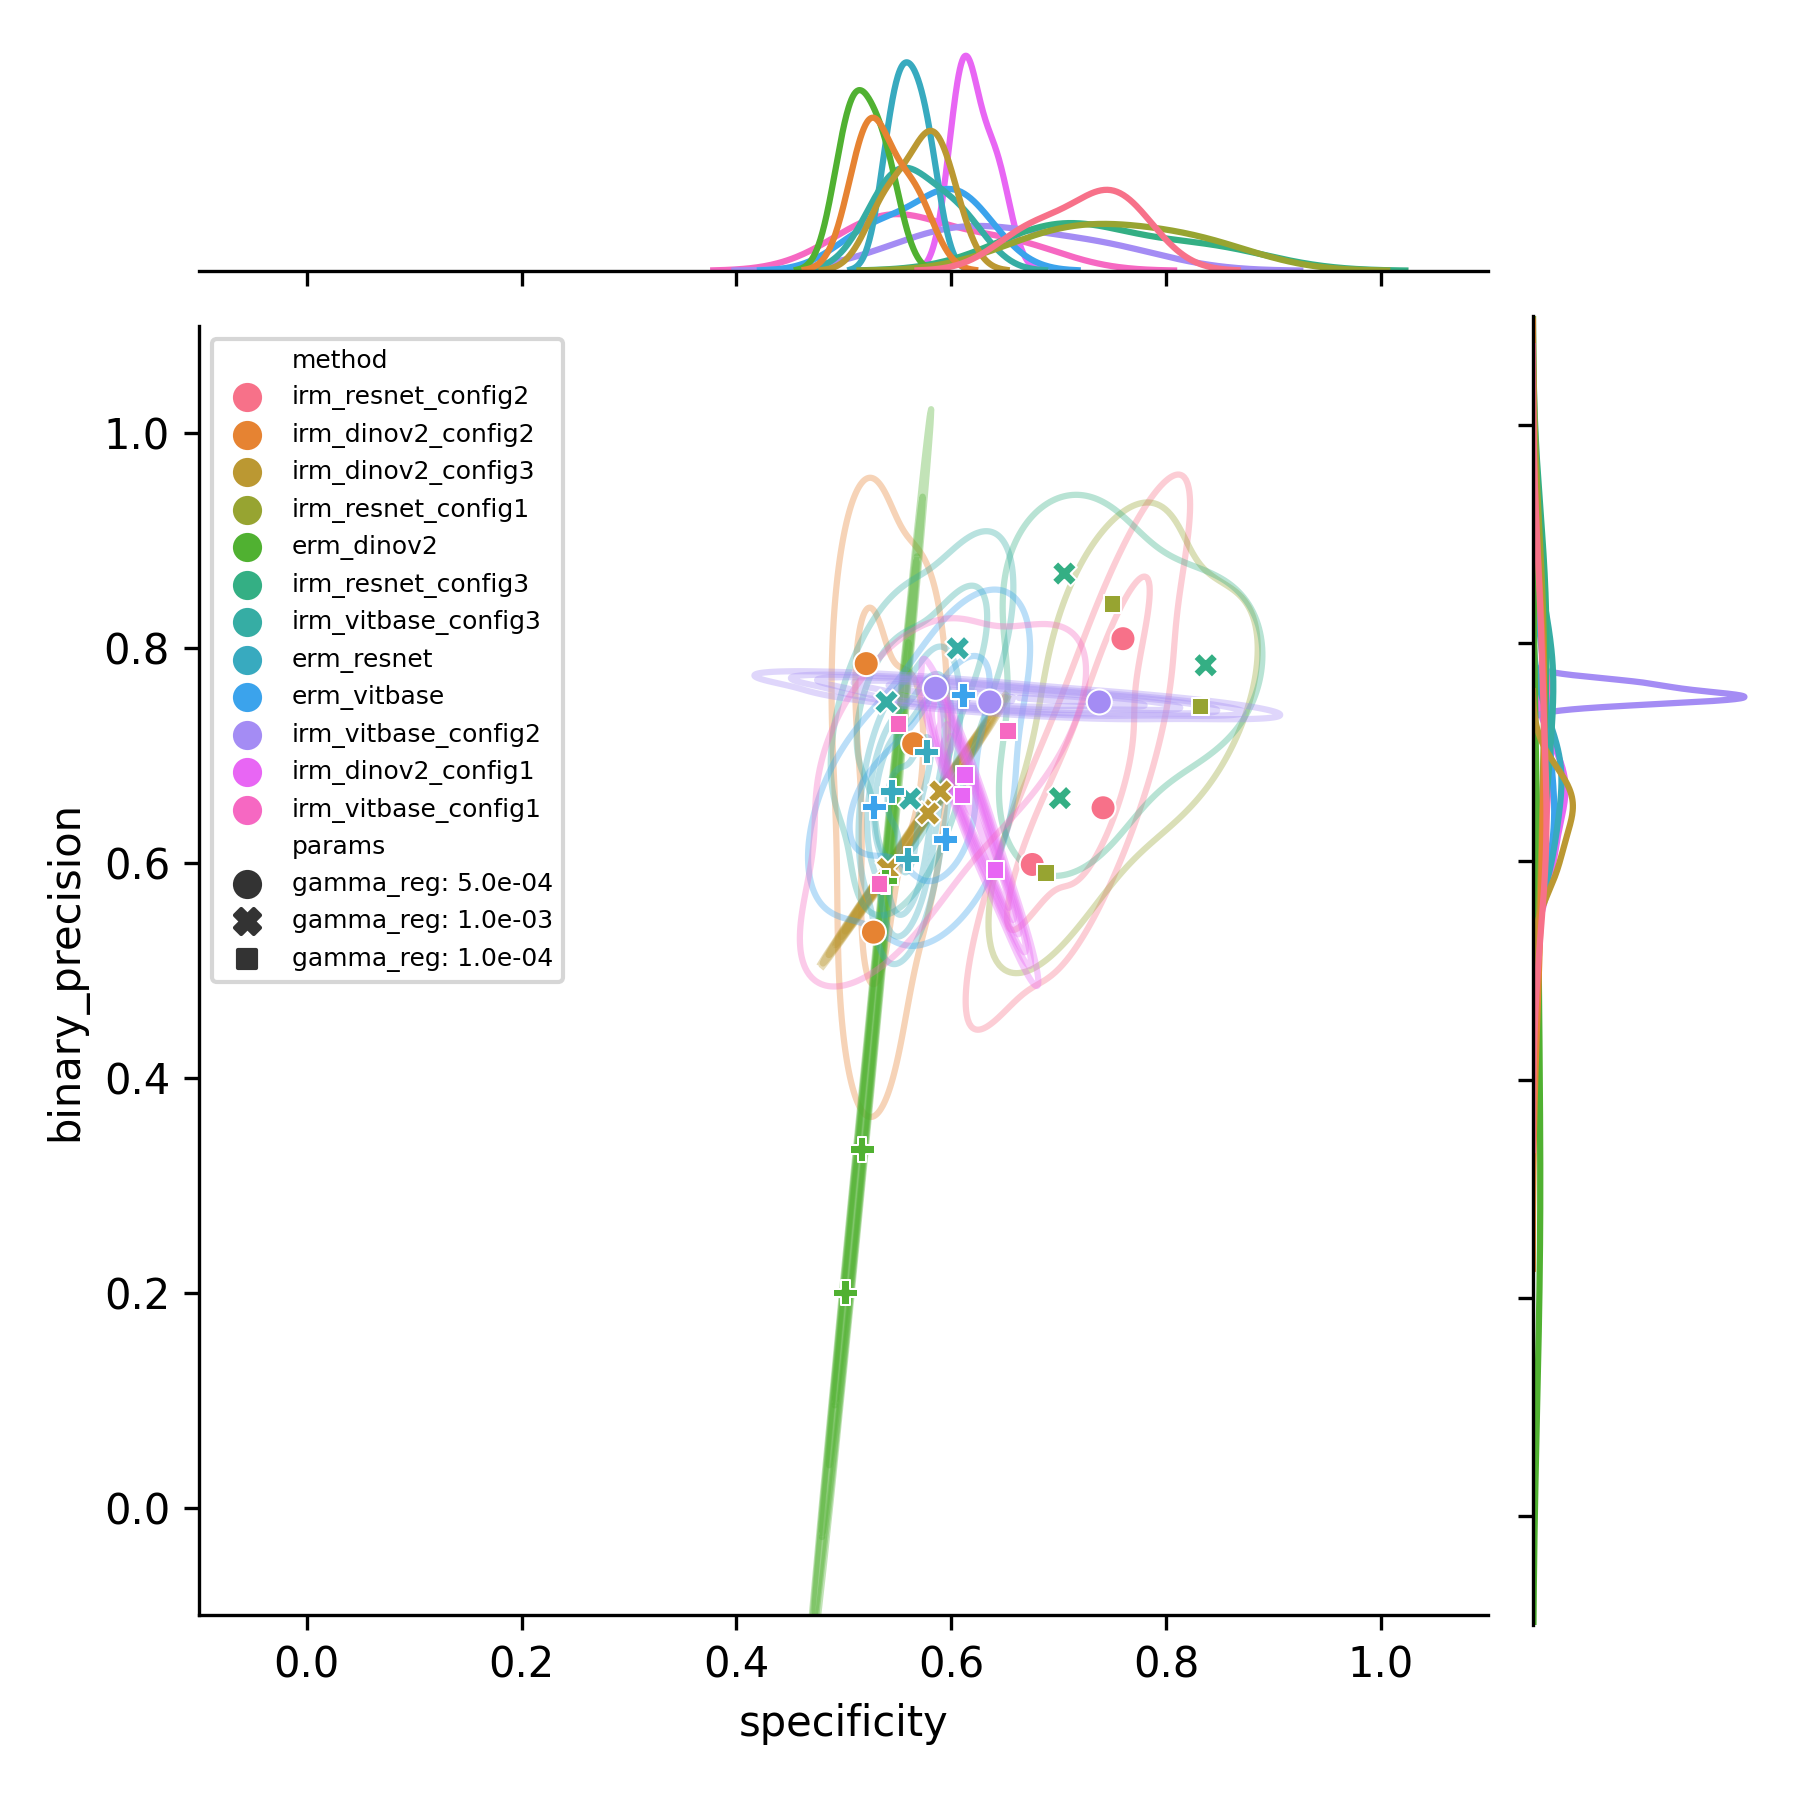 method
irm_resnet_config2
irm_dinov2_config2
irm_dinov2_config3
irm_resnet_config1
erm_dinov2
irm_resnet_config3
irm_vitbase_config3
erm_resnet
erm_vitbase
irm_vitbase_config2
irm_dinov2_config1
irm_vitbase_config1
params
gamma_reg: 5.0e-04
gamma_reg: 1.0e-03
gamma_reg: 1.0e-04
1.0
0.8
0.6
0.4
0.2
0.0
binary_precision
0.0 0.2 0.4 0.6 0.8 1.0
specificity